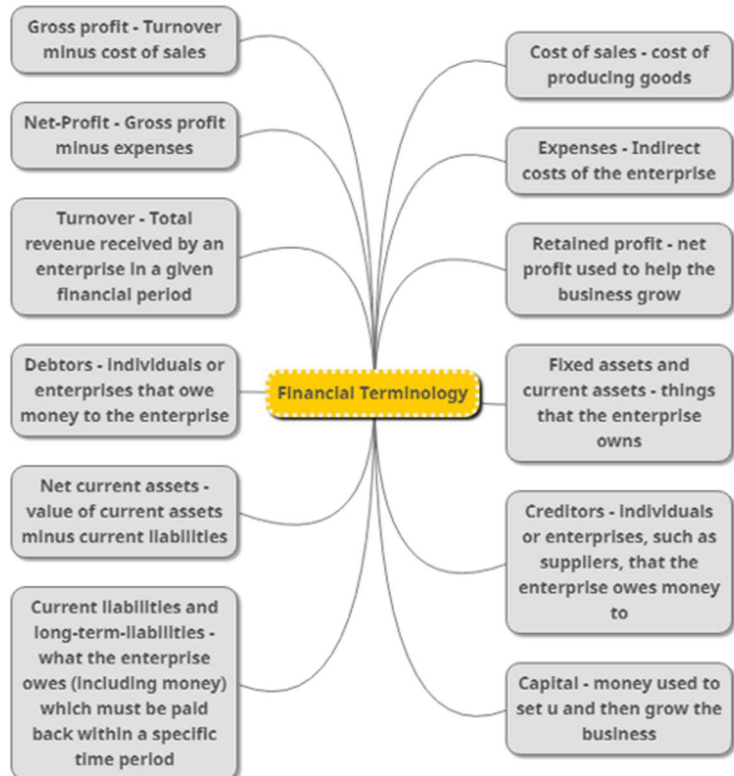 Gross profit - Turnover
minus cost of sales
Net-Profit - Gross profit
minus expenses
Turnover - Total
revenue received by an
enterprise in a given
financial period
Debtors - individuals or
enterprises that owe
money to the enterprise
Net current assets -
value of current assets
minus current liabilities
Current liabilities and
long-term-liabilities -
what the enterprise
owes (including money)
which must be paid
back within a specific
time period
Financial Terminology
Cost of sales - cost of
producing goods
Expenses - Indirect
costs of the enterprise
Retained profit - net
profit used to help the
business grow
Fixed assets and
current assets - things
that the enterprise
owns
Creditors - individuals
or enterprises, such as
suppliers, that the
enterprise owes money
to
Capital - money used to
set u and then grow the
business